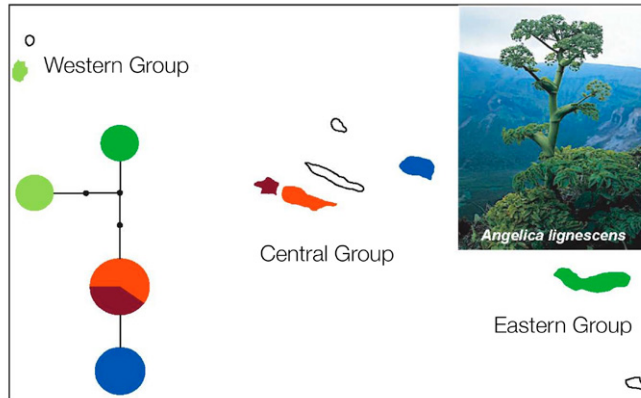 Western Group
Angelica lignescens
Central Group
Eastern Group